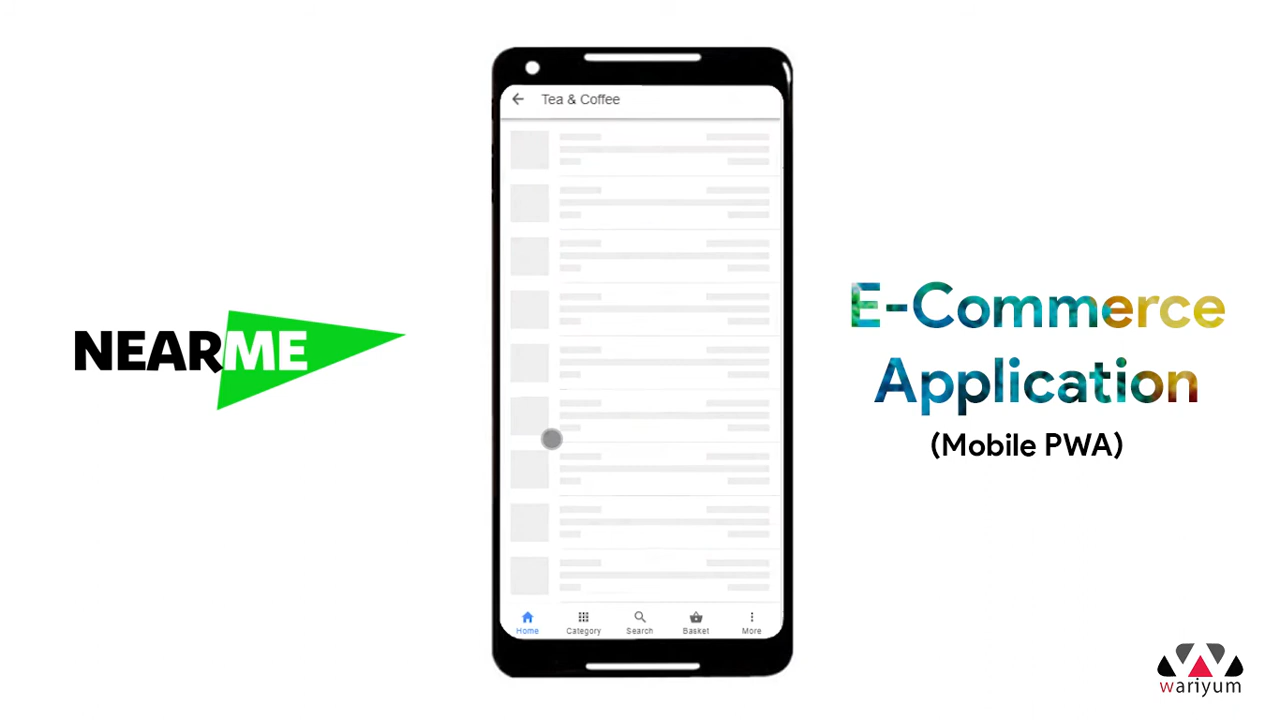 Tea & Coffee
NEARME
E-Commerce
Application
(Mobile PWA)
Home Category Search Basket More
wariyum